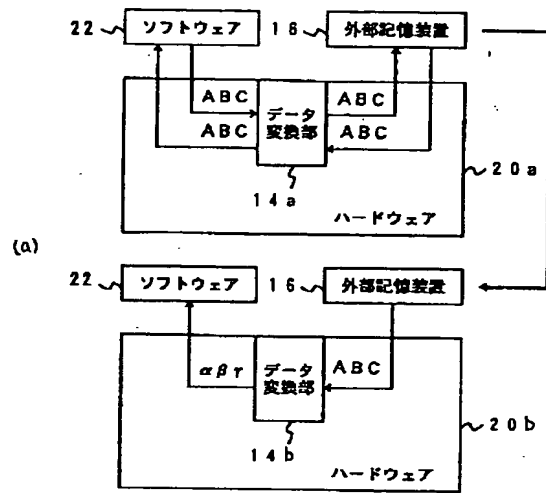 22 ソフトウェア 16 外部記憶装置
ABC データ変換部 ABC
ABC ABC
14a
20a
ハードウェア
(a)
22 ソフトウェア 16 外部記憶装置
αβγ データ変換部 ABC
14b
20b
ハードウェア